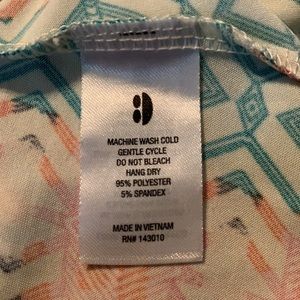 MACHINE WASH COLD
GENTLE CYCLE
DO NOT BLEACH
HANG DRY
95% POLYESTER
5% SPANDEX
MADE IN VIETNAM
RN# 143010